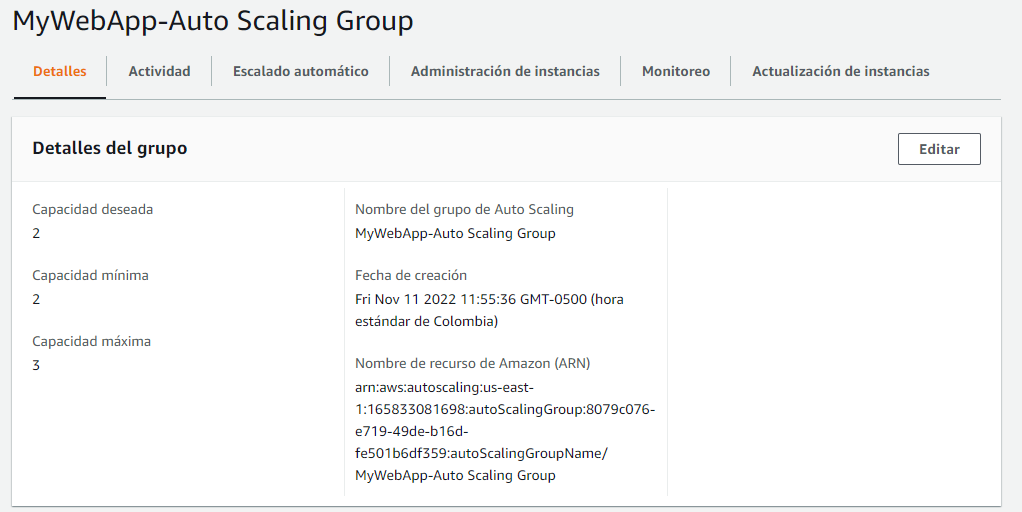 MyWebApp-Auto Scaling Group
Detalles
Actividad
Escalado automático
Administración de instancias
Monitoreo
Actualización de instancias
Detalles del grupo
Editar
Capacidad deseada
2
Capacidad mínima
2
Capacidad máxima
3
Nombre del grupo de Auto Scaling
MyWebApp-Auto Scaling Group
Fecha de creación
Fri Nov 11 2022 11:55:36 GMT-0500 (hora
estándar de Colombia)
Nombre de recurso de Amazon (ARN)
arn:aws:autoscaling:us-east-
1:165833081698:autoScalingGroup:8079c076-
e719-49de-b16d-
fe501b6df359:autoScalingGroupName/
MyWebApp-Auto Scaling Group